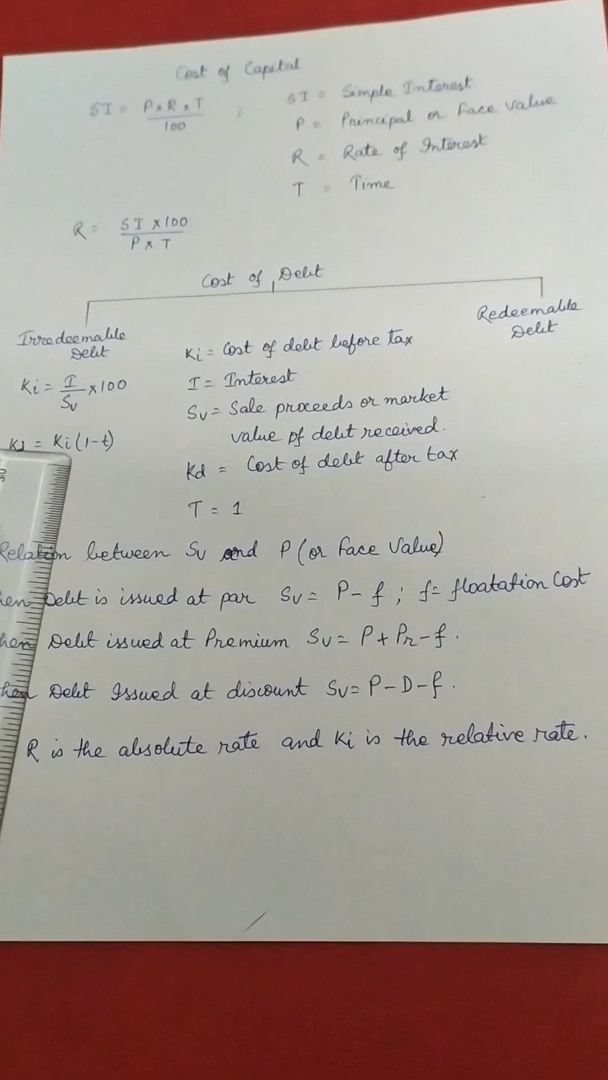 Cost of Capital
SI = P x R x T / 100 ; SI = Simple Interest
P = Principal or Face value
R = Rate of Interest
T = Time
R = SI x 100 / P x T
Cost of Debt
Irredeemable Debt
Redeemable Debt
Ki = I / Sv x 100
Kd = Ki (1-t)
Ki = Cost of debt before tax
I = Interest
Sv = Sale proceeds or market
value of debt received.
Kd = Cost of debt after tax
T = 1
Relation between Sv and P (or Face Value)
hen Debt is issued at par Sv = P - f ; f = floatation Cost
hen Debt issued at Premium Sv = P + Pr - f.
hen Debt Issued at discount Sv = P - D - f.
R is the absolute rate and Ki is the relative rate.